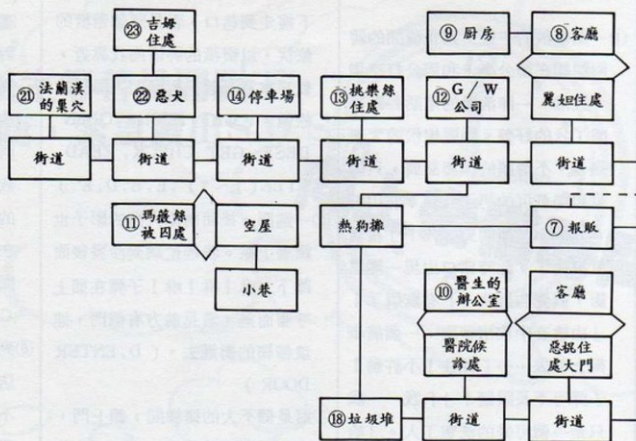 ㉓吉姆
住處
⑨廚房
⑧客廳
㉑法蘭漢
的巢穴
㉒惡犬
⑭停車場
⑬桃樂絲
住處
⑫G/W
公司
麗妲住處
街道
街道
街道
街道
街道
街道
⑪瑪薇絲
被囚處
空屋
熱狗攤
⑦報販
小巷
⑩醫生的
辦公室
客廳
醫院候
診處
惡棍住
處大門
⑱垃圾堆
街道
街道
街道